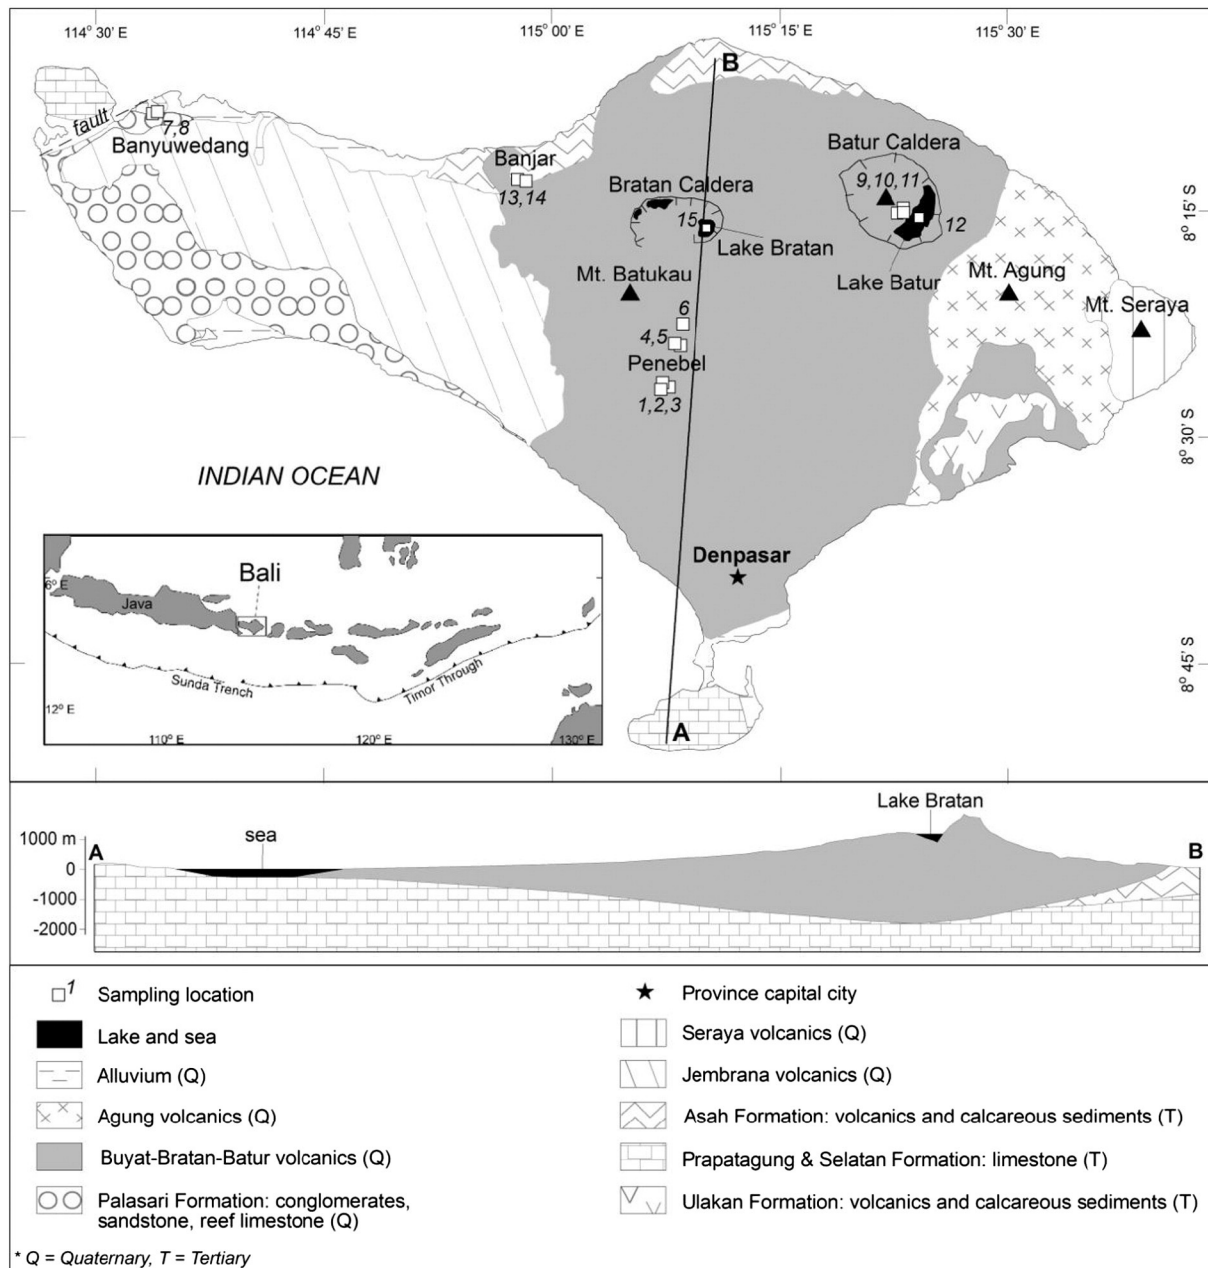 114° 30' E
114° 45' E
115° 00' E
115° 15' E
115° 30' E
B
fault
7,8
Banyuwedang
Banjar
13,14
Batur Caldera
9,10,11
Bratan Caldera
15
12
8° 15' S
Lake Bratan
Lake Batur
Mt. Batukau
Mt. Agung
Mt. Seraya
6
4,5
Penebel
1,2,3
8° 30' S
INDIAN OCEAN
Denpasar
Bali
6° E
Java
Sunda Trench
Timor Through
12° E
110° E
120° E
130° E
8° 45' S
A
Lake Bratan
1000 m
sea
A
B
0
-1000
-2000
1 Sampling location
Lake and sea
Alluvium (Q)
Agung volcanics (Q)
Buyat-Bratan-Batur volcanics (Q)
Palasari Formation: conglomerates,
sandstone, reef limestone (Q)
Province capital city
Seraya volcanics (Q)
Jembrana volcanics (Q)
Asah Formation: volcanics and calcareous sediments (T)
Prapatagung & Selatan Formation: limestone (T)
Ulakan Formation: volcanics and calcareous sediments (T)
* Q = Quaternary, T = Tertiary